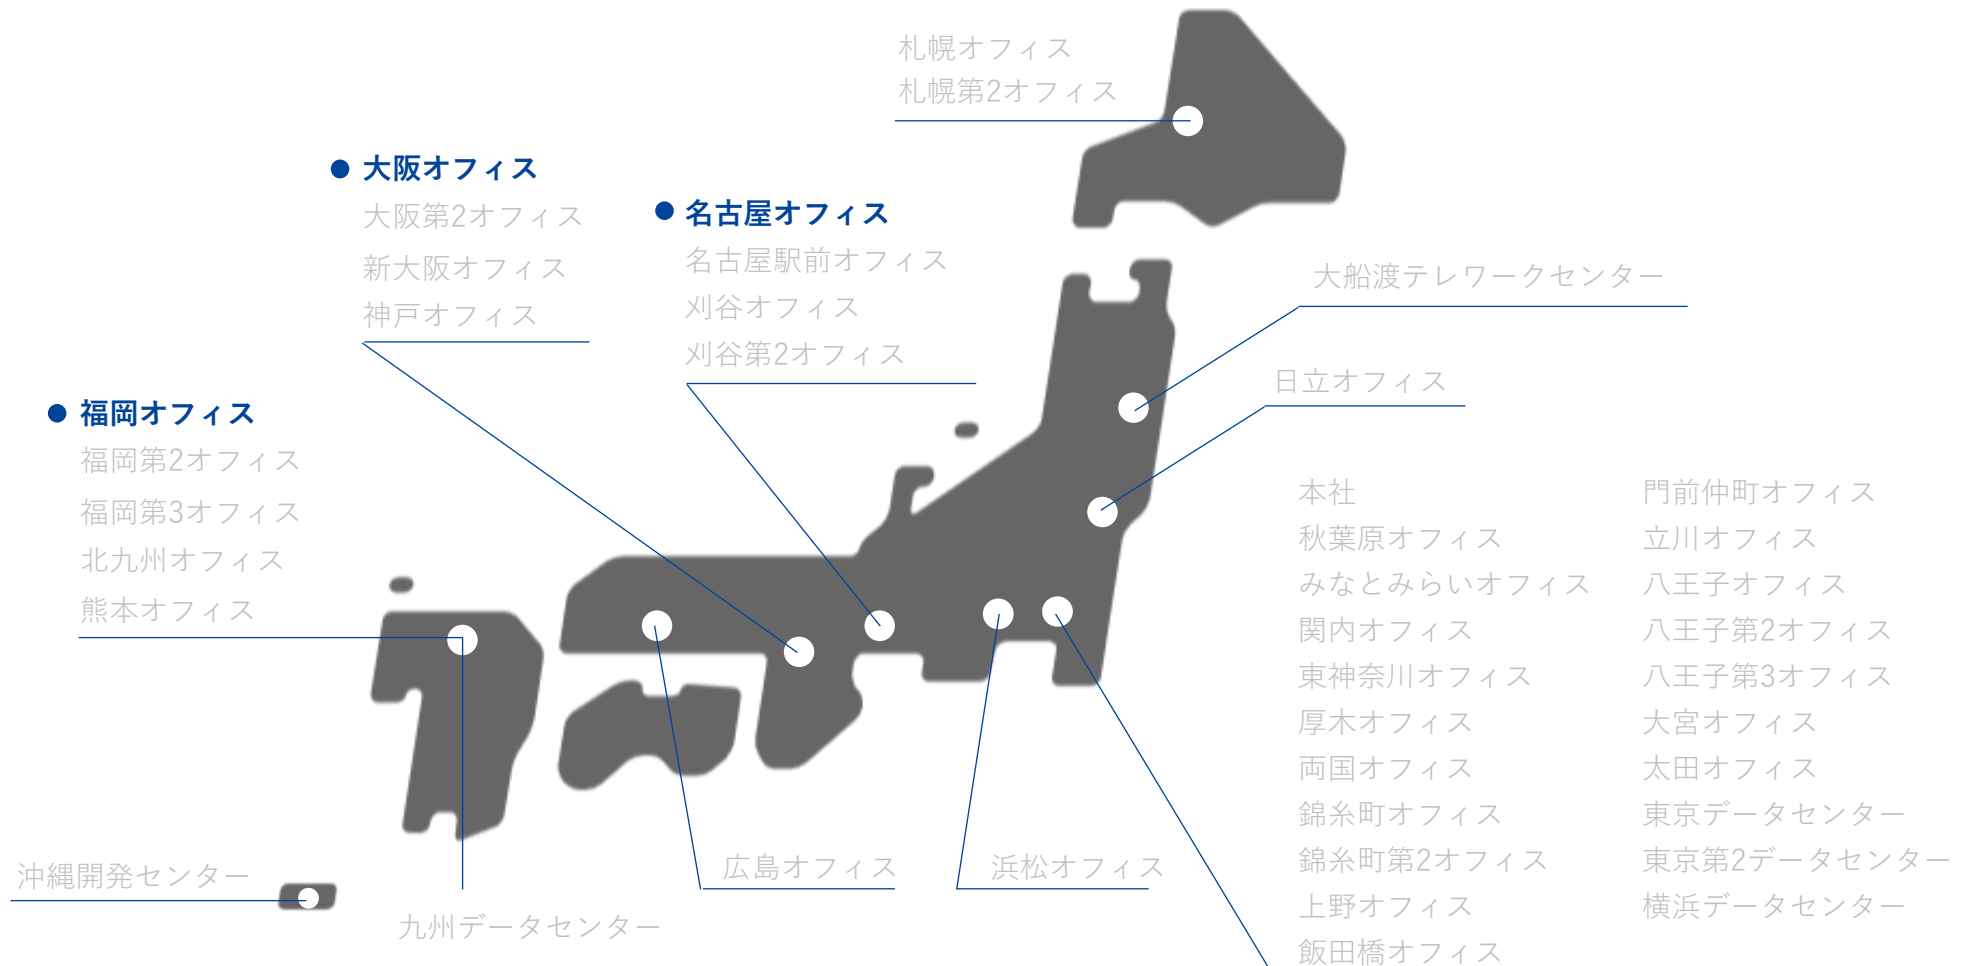 札幌オフィス
札幌第2オフィス
大阪オフィス
大阪第2オフィス
新大阪オフィス
神戸オフィス
名古屋オフィス
名古屋駅前オフィス
刈谷オフィス
刈谷第2オフィス
大船渡テレワークセンター
日立オフィス
福岡オフィス
福岡第2オフィス
福岡第3オフィス
北九州オフィス
熊本オフィス
本社
秋葉原オフィス
みなとみらいオフィス
関内オフィス
東神奈川オフィス
厚木オフィス
両国オフィス
錦糸町オフィス
錦糸町第2オフィス
上野オフィス
飯田橋オフィス
門前仲町オフィス
立川オフィス
八王子オフィス
八王子第2オフィス
八王子第3オフィス
大宮オフィス
太田オフィス
東京データセンター
東京第2データセンター
横浜データセンター
広島オフィス
浜松オフィス
沖縄開発センター
九州データセンター